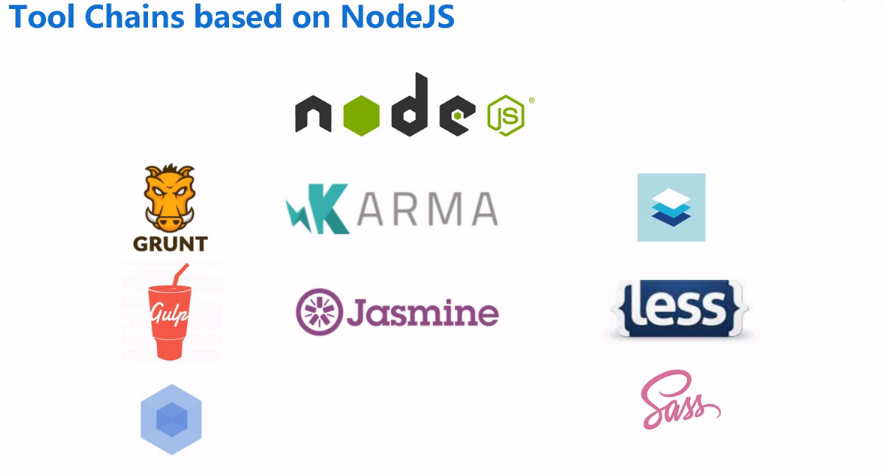 Tool Chains based on NodeJS
node JS®
GRUNT
KARMA
Gulp
Jasmine
{less}
Sass